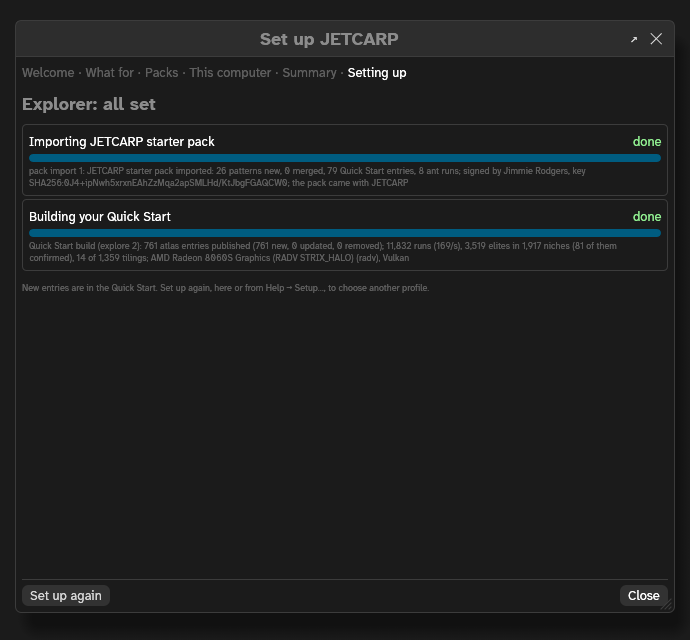 Set up JETCARP
Welcome · What for · Packs · This computer · Summary · Setting up
Explorer: all set
Importing JETCARP starter pack
done
pack import 1: JETCARP starter pack imported: 26 patterns new, 0 merged, 79 Quick Start entries, 8 ant runs; signed by Jimmie Rodgers, key
SHA256:0J4+ipNwh5xrxnEAhZzMqa2apSMLHd/KtJbgFGAQCW0; the pack came with JETCARP
Building your Quick Start
done
Quick Start build (explore 2): 761 atlas entries published (761 new, 0 updated, 0 removed); 11,832 runs (169/s), 3,519 elites in 1,917 niches (81 of them
confirmed), 14 of 1,359 tilings; AMD Radeon 8060S Graphics (RADV STRIX_HALO) (radv), Vulkan
New entries are in the Quick Start. Set up again, here or from Help → Setup..., to choose another profile.
Set up again
Close